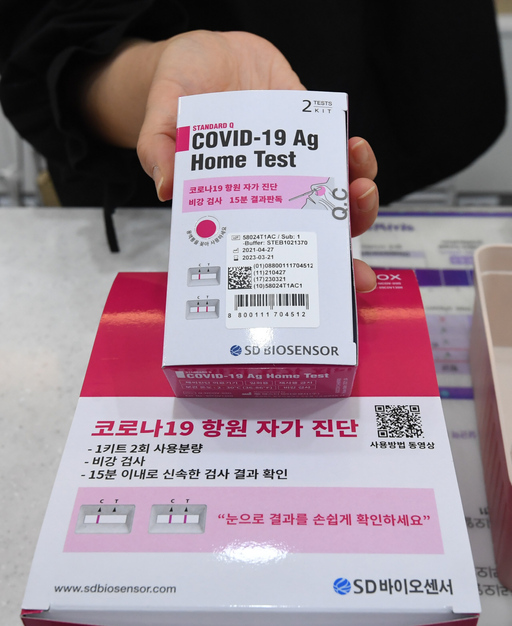 2 TESTS
KIT
STANDARD Q
COVID-19 Ag
Home Test
코로나19 항원 자가 진단
비강 검사 15분 결과판독
Q.C
58024T1AC / Sub: 1
-Buffer: STEB1021370
2021-04-27
2023-03-21
(01)08800111704512
(11)210427
(17)230321
(10)58024T1AC1
8 800111 704512
C T
C T
SD BIOSENSOR
COVID-19 Ag Home Test
OX
코로나19 항원 자가 진단
- 1키트 2회 사용분량
- 비강 검사
- 15분 이내로 신속한 검사 결과 확인
사용방법 동영상
C T
C T
“눈으로 결과를 손쉽게 확인하세요”
www.sdbiosensor.com
SD바이오센서